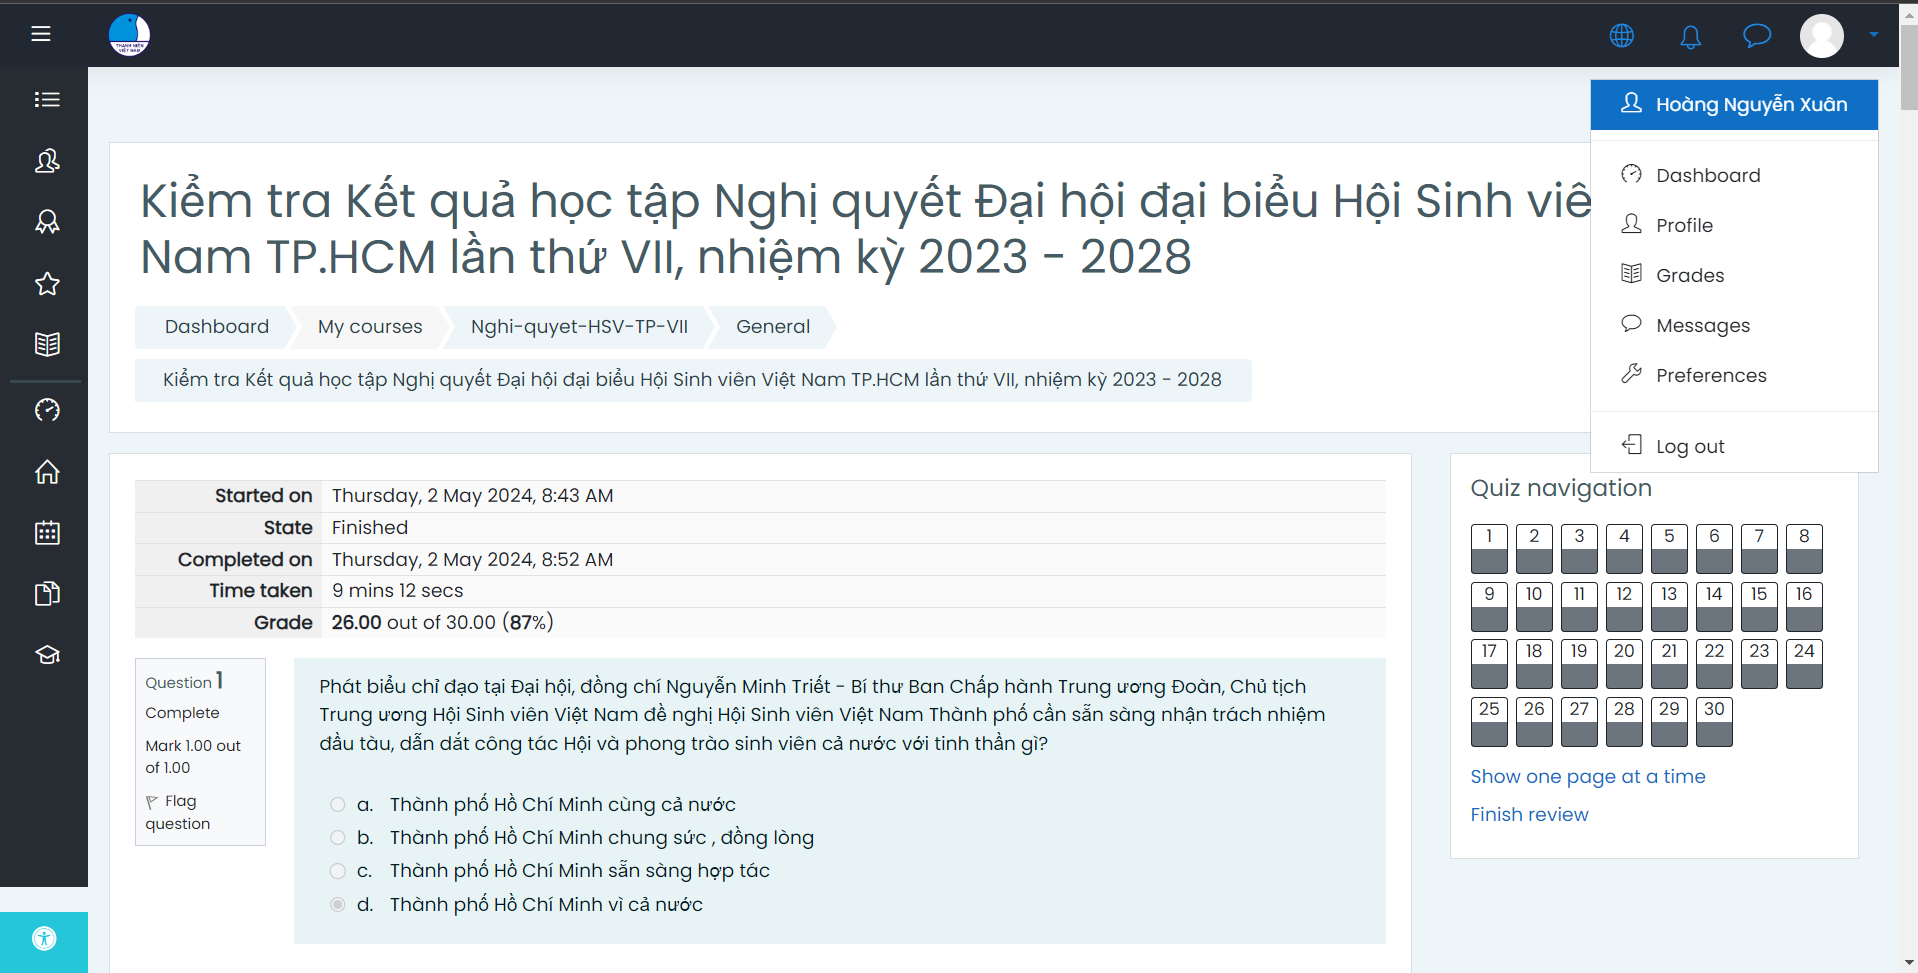 THANH NIÊN
VIỆT NAM
Hoàng Nguyễn Xuân
Dashboard
Profile
Grades
Messages
Preferences
Log out
Kiểm tra Kết quả học tập Nghị quyết Đại hội đại biểu Hội Sinh viê
Nam TP.HCM lần thứ VII, nhiệm kỳ 2023 - 2028
Dashboard
My courses
Nghi-quyet-HSV-TP-VII
General
Kiểm tra Kết quả học tập Nghị quyết Đại hội đại biểu Hội Sinh viên Việt Nam TP.HCM lần thứ VII, nhiệm kỳ 2023 - 2028
Started on Thursday, 2 May 2024, 8:43 AM
State Finished
Completed on Thursday, 2 May 2024, 8:52 AM
Time taken 9 mins 12 secs
Grade 26.00 out of 30.00 (87%)
Question 1
Complete
Mark 1.00 out
of 1.00
Flag
question
Phát biểu chỉ đạo tại Đại hội, đồng chí Nguyễn Minh Triết - Bí thư Ban Chấp hành Trung ương Đoàn, Chủ tịch
Trung ương Hội Sinh viên Việt Nam đề nghị Hội Sinh viên Việt Nam Thành phố cần sẵn sàng nhận trách nhiệm
đầu tàu, dẫn dắt công tác Hội và phong trào sinh viên cả nước với tinh thần gì?
a. Thành phố Hồ Chí Minh cùng cả nước
b. Thành phố Hồ Chí Minh chung sức , đồng lòng
c. Thành phố Hồ Chí Minh sẵn sàng hợp tác
d. Thành phố Hồ Chí Minh vì cả nước
Quiz navigation
1 2 3 4 5 6 7 8
9 10 11 12 13 14 15 16
17 18 19 20 21 22 23 24
25 26 27 28 29 30
Show one page at a time
Finish review